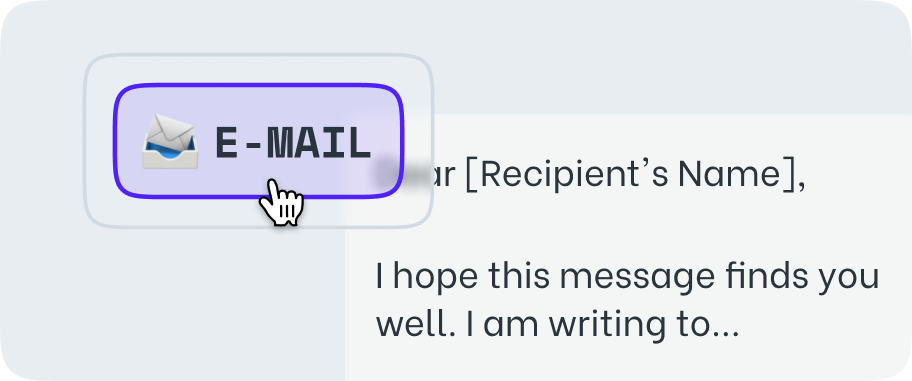 E-MAIL
ar [Recipient’s Name],
I hope this message finds you
well. I am writing to...